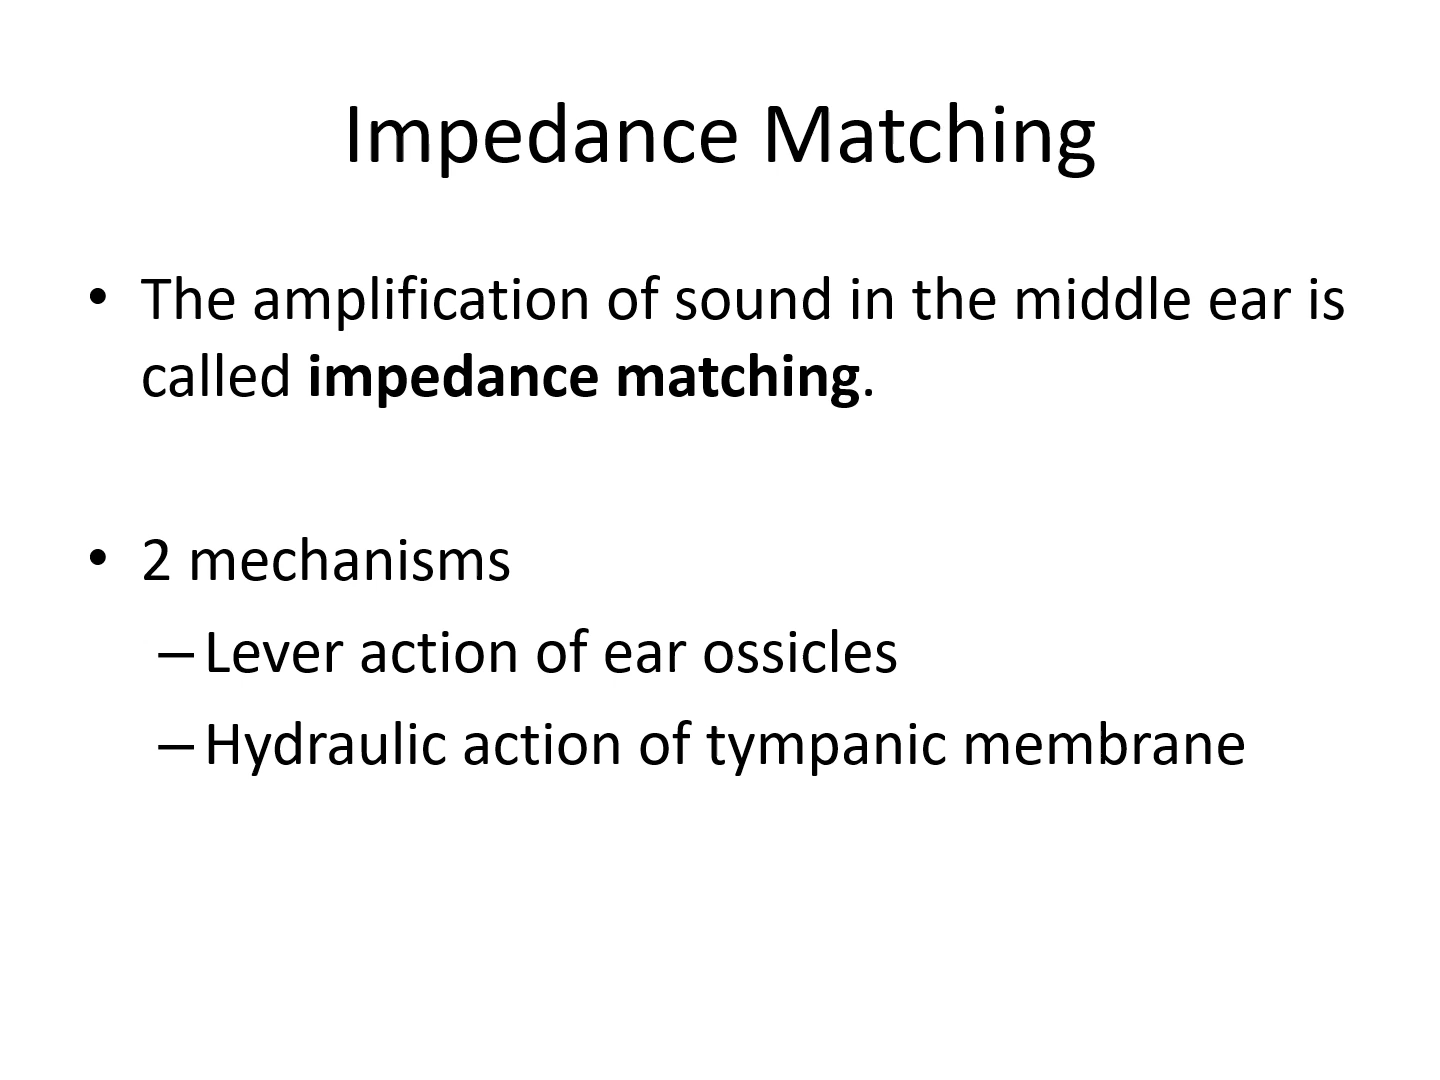 Impedance Matching
• The amplification of sound in the middle ear is
called impedance matching.
• 2 mechanisms
– Lever action of ear ossicles
– Hydraulic action of tympanic membrane